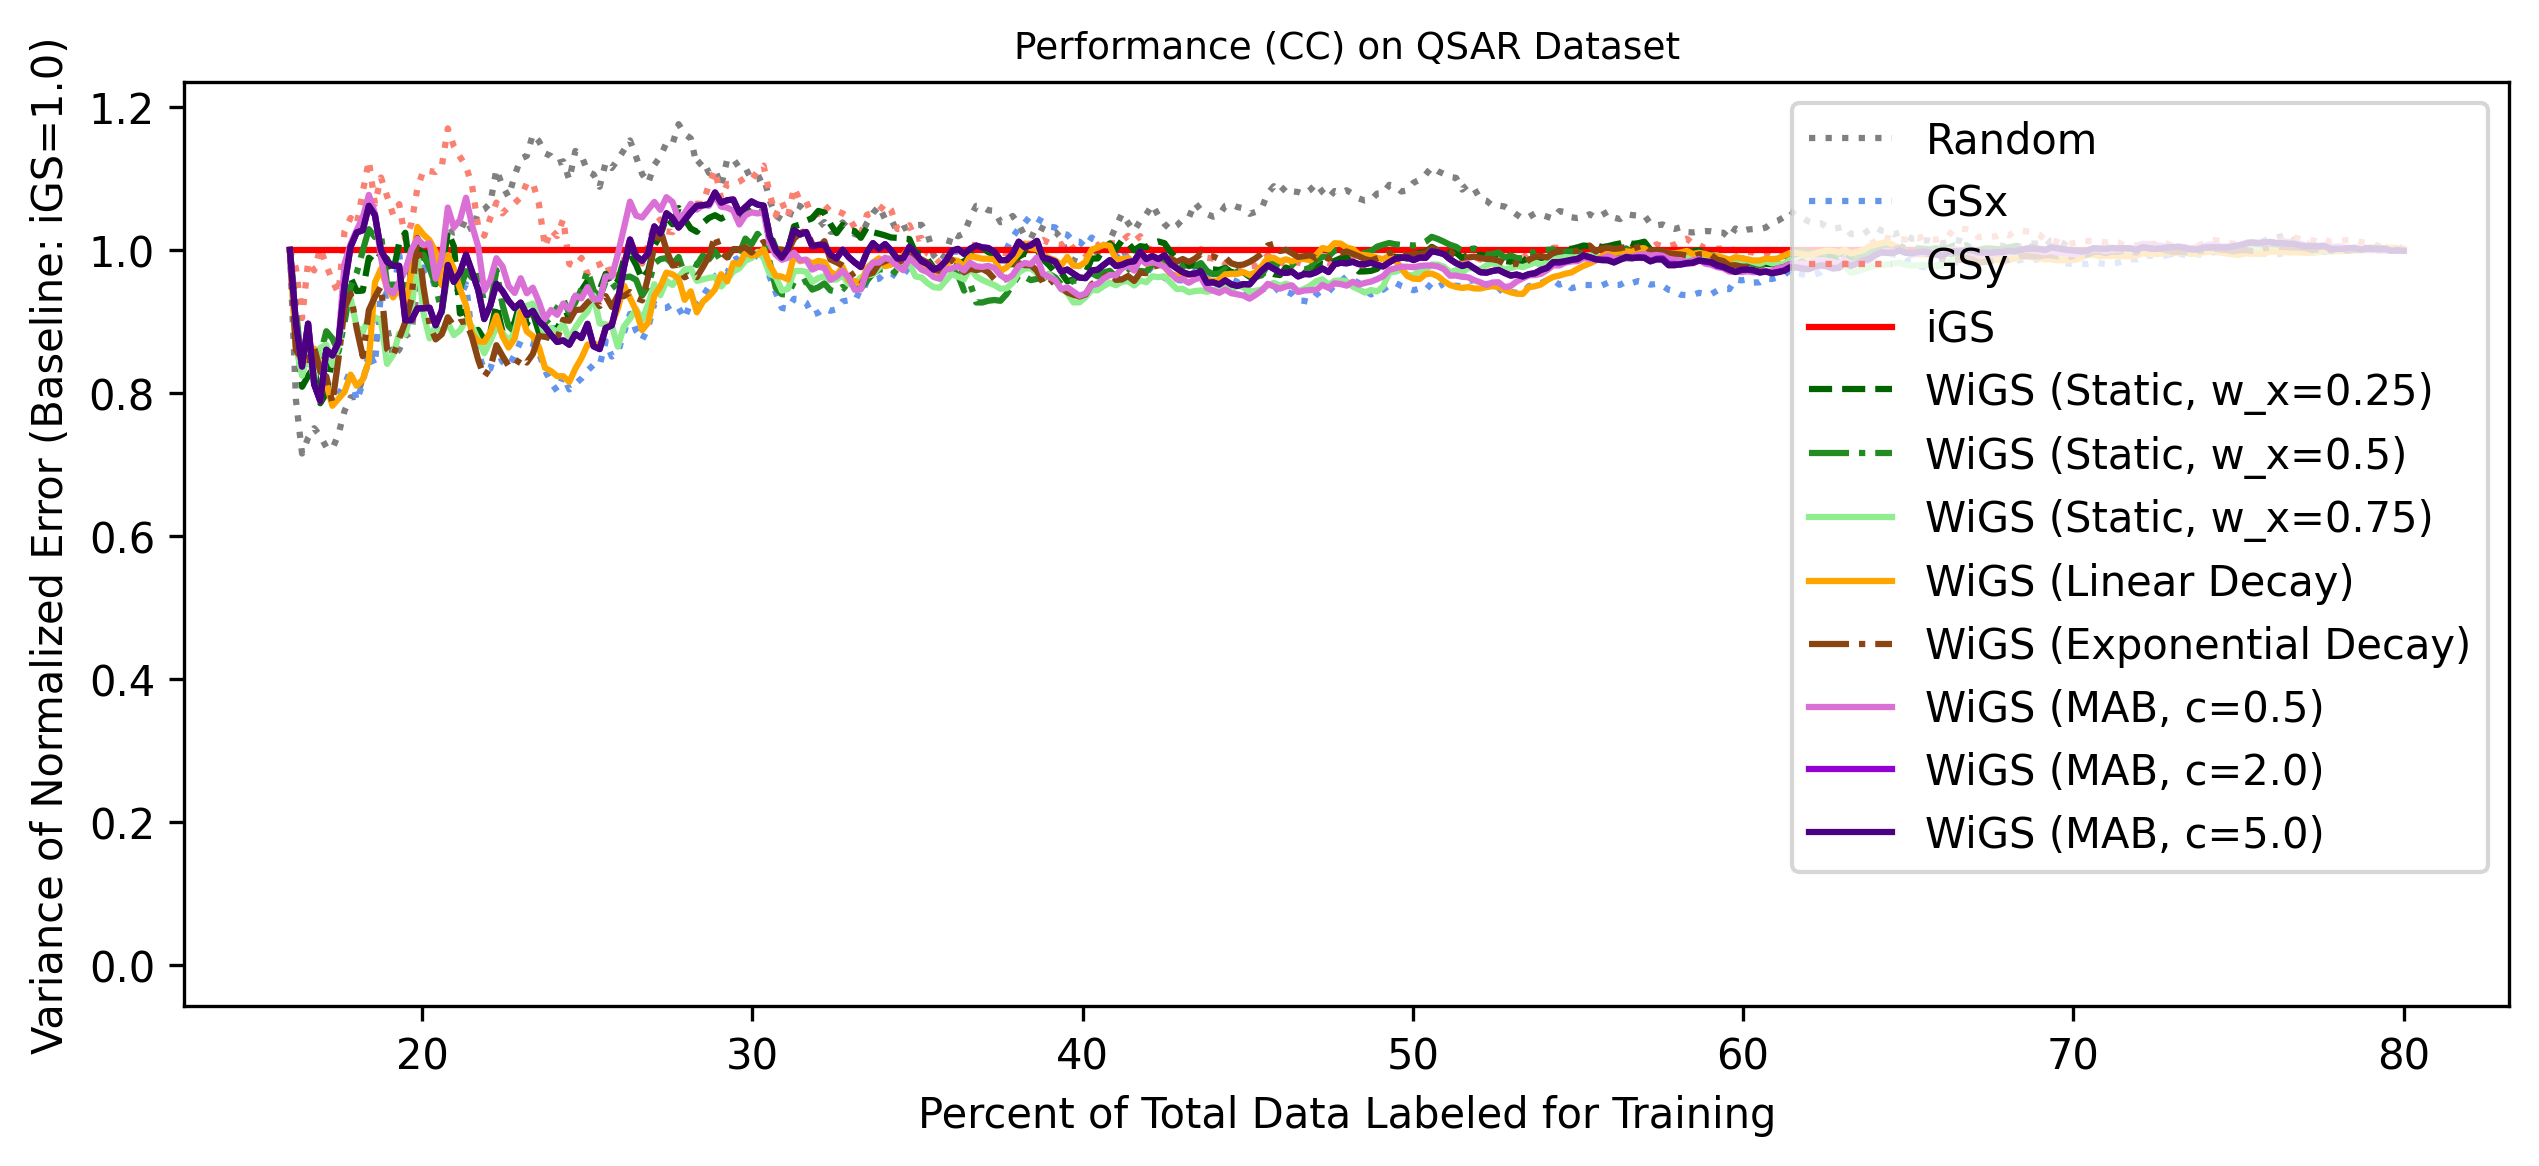 Performance (CC) on QSAR Dataset
Variance of Normalized Error (Baseline: iGS=1.0)
1.2
1.0
0.8
0.6
0.4
0.2
0.0
20
30
40
50
60
70
80
Percent of Total Data Labeled for Training
Random
GSx
GSy
iGS
WiGS (Static, w_x=0.25)
WiGS (Static, w_x=0.5)
WiGS (Static, w_x=0.75)
WiGS (Linear Decay)
WiGS (Exponential Decay)
WiGS (MAB, c=0.5)
WiGS (MAB, c=2.0)
WiGS (MAB, c=5.0)